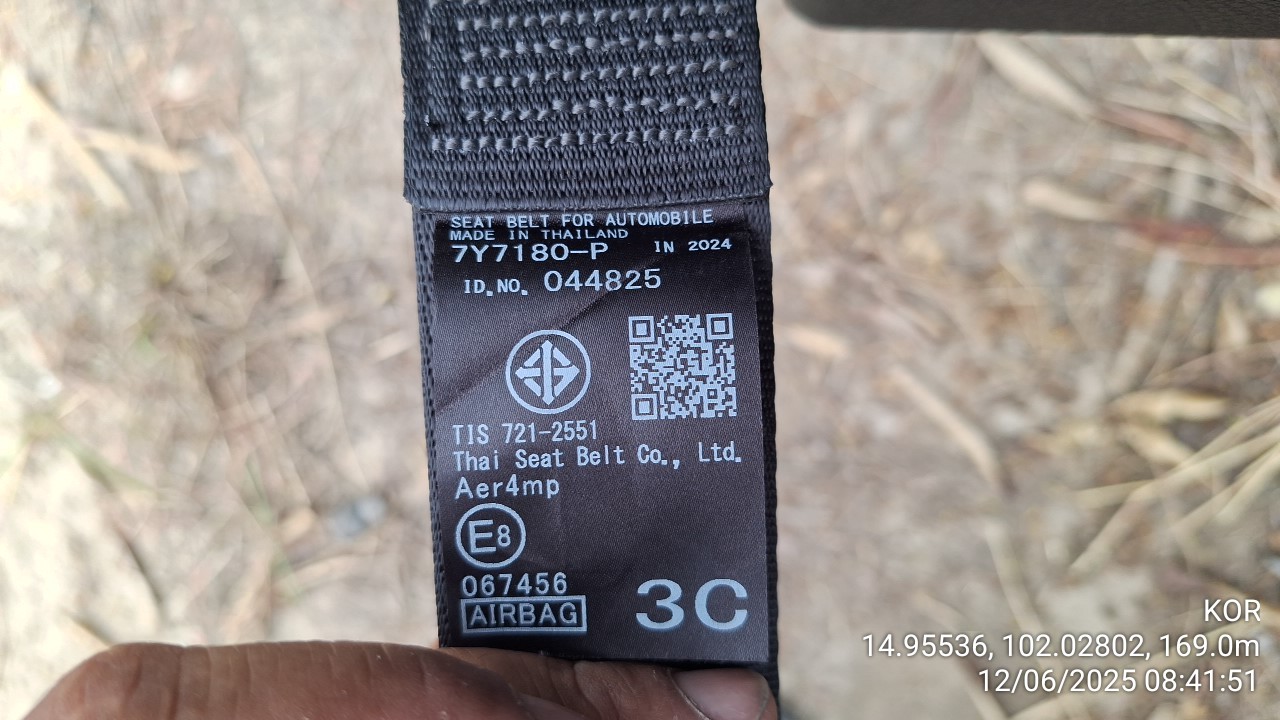 SEAT BELT FOR AUTOMOBILE
MADE IN THAILAND
7Y7180-P IN 2024
ID.NO. 044825
TIS 721-2551
Thai Seat Belt Co., Ltd.
Aer4mp
E8
067456
AIRBAG 3C
KOR
14.95536, 102.02802, 169.0m
12/06/2025 08:41:51